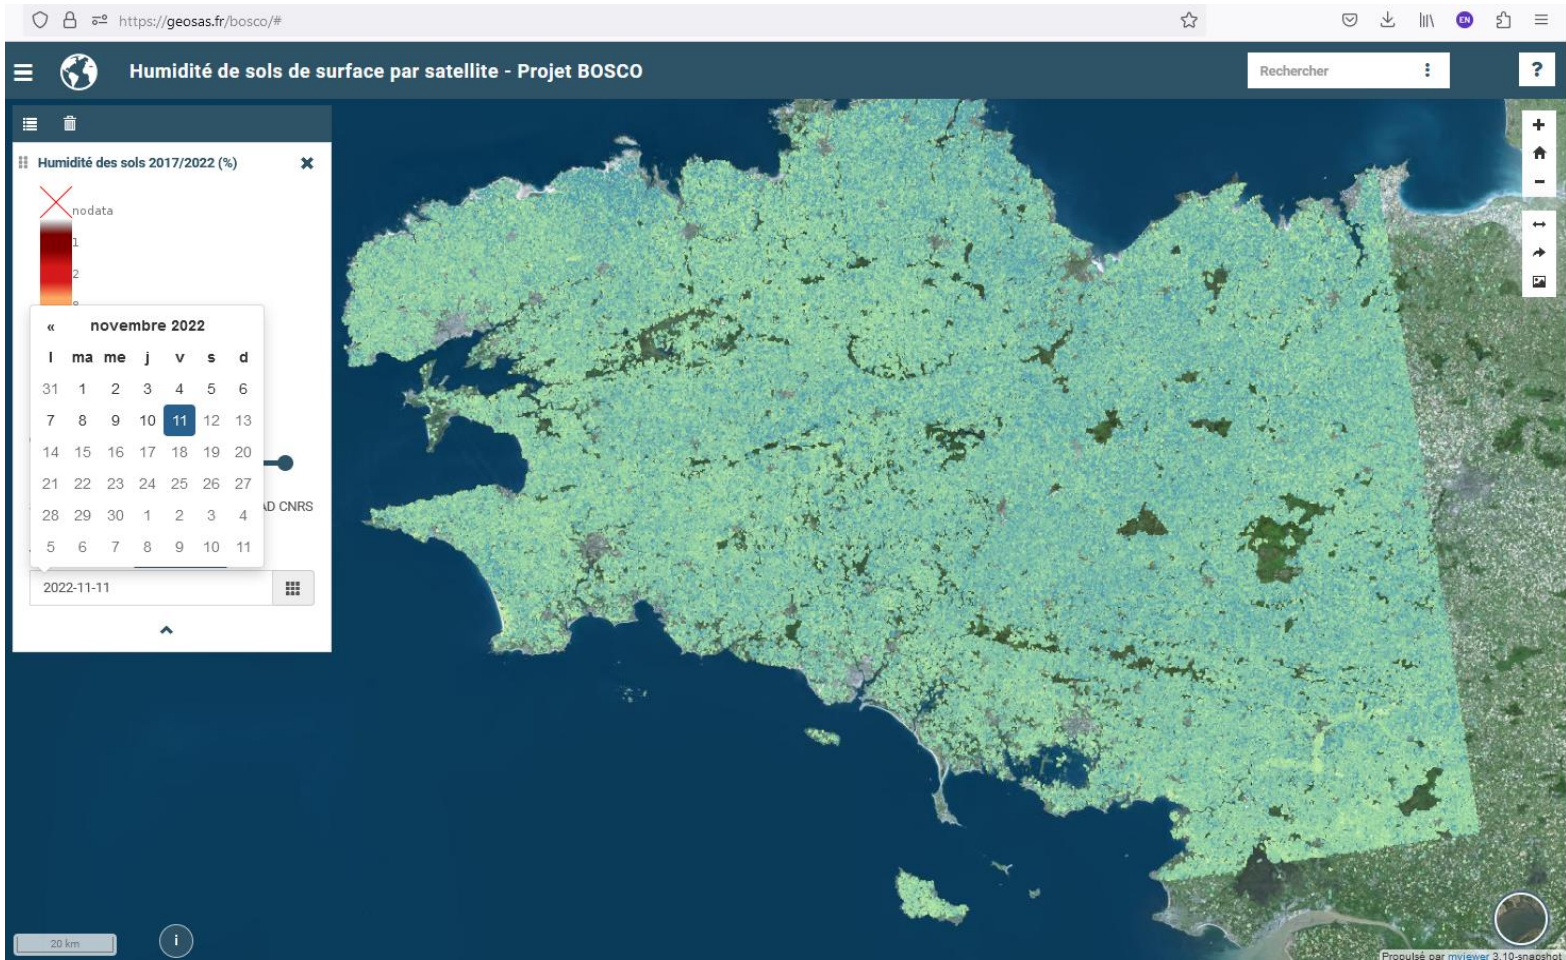 https://geosas.fr/bosco/#
EN
Humidité de sols de surface par satellite - Projet BOSCO
Rechercher
?
Humidité des sols 2017/2022 (%)
nodata
1
2
« novembre 2022
l ma me j v s d
31 1 2 3 4 5 6
7 8 9 10 11 12 13
14 15 16 17 18 19 20
21 22 23 24 25 26 27
28 29 30 1 2 3 4
AD CNRS
5 6 7 8 9 10 11
2022-11-11
20 km
i
Propulsé par mviewer 3.10-snapshot